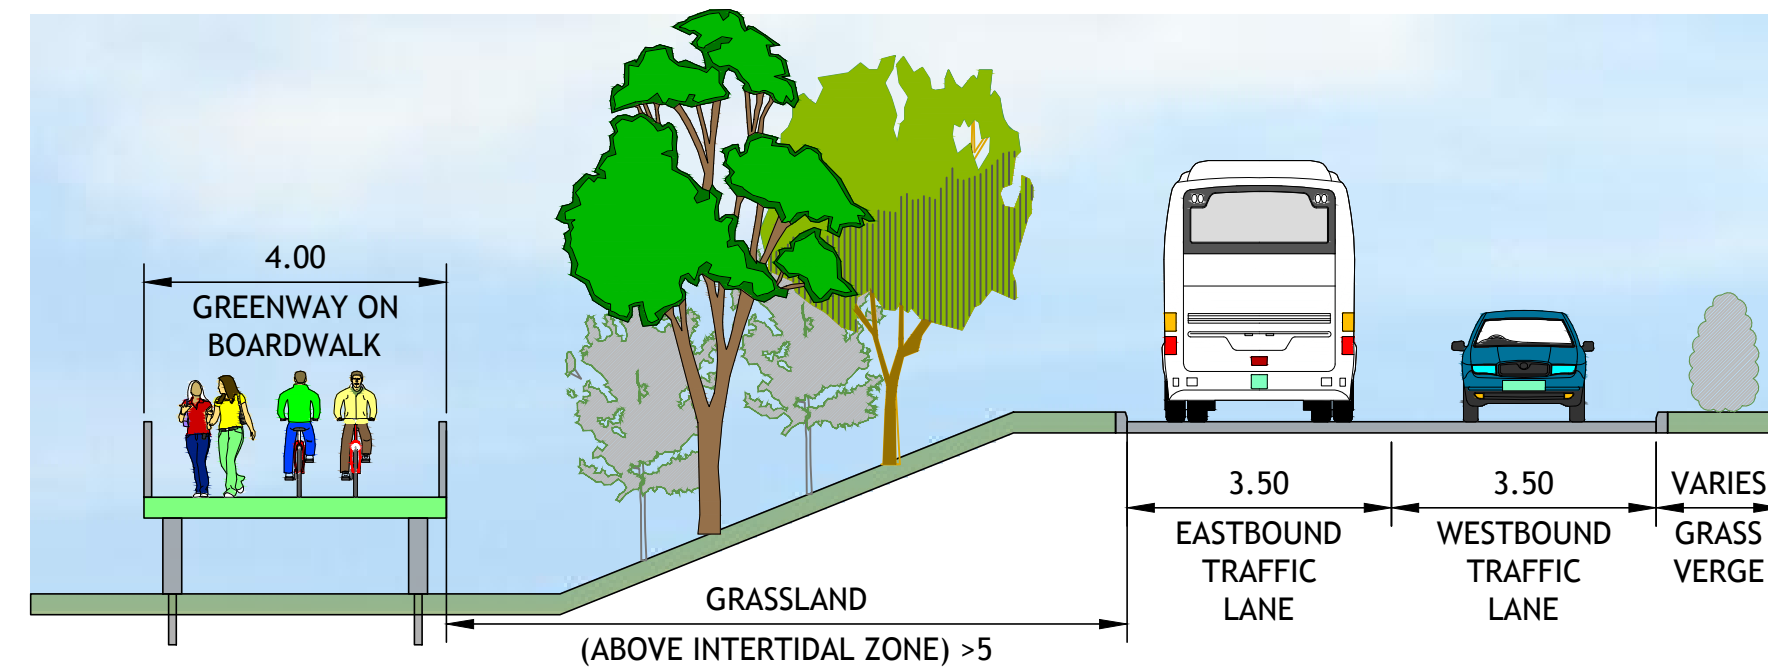 4.00
GREENWAY ON
BOARDWALK
GRASSLAND
(ABOVE INTERTIDAL ZONE) >5
3.50
EASTBOUND
TRAFFIC
LANE
3.50
WESTBOUND
TRAFFIC
LANE
VARIES
GRASS
VERGE